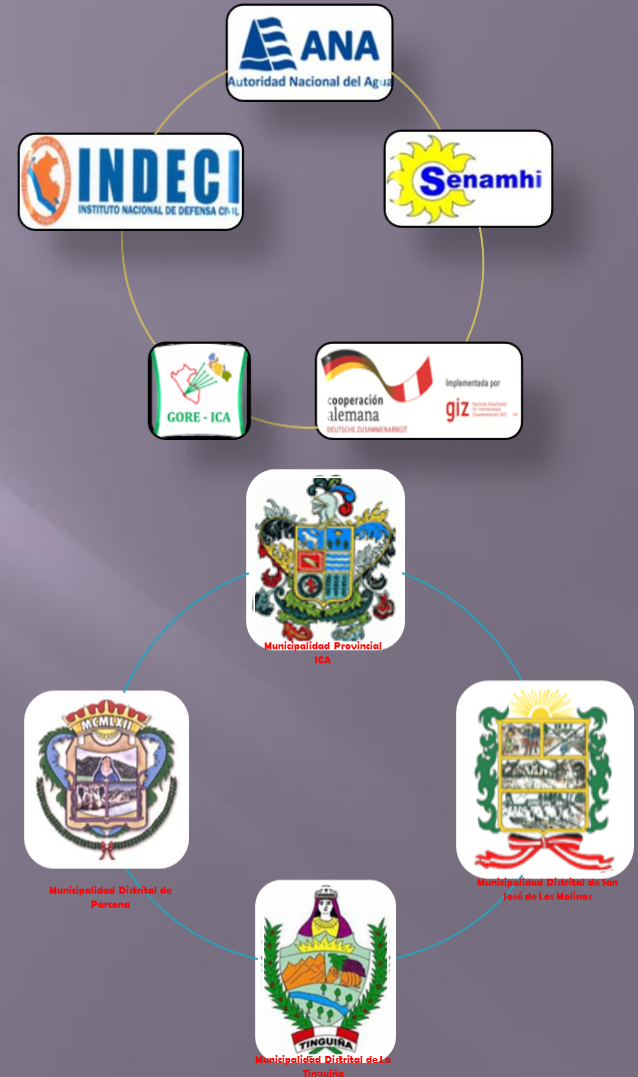 ANA
Autoridad Nacional del Agua
INDECI
INSTITUTO NACIONAL DE DEFENSA CIVIL
Senamhi
GORE - ICA
cooperación
alemana
DEUTSCHE ZUSAMMENARBEIT
Implementada por
giz
Municipalidad Provincial
ICA
MCMLXII
Municipalidad Distrital de
Parcona
Municipalidad Distrital de San
José de Los Molinos
TINGUIÑA
Municipalidad Distrital de La
Tinguiña